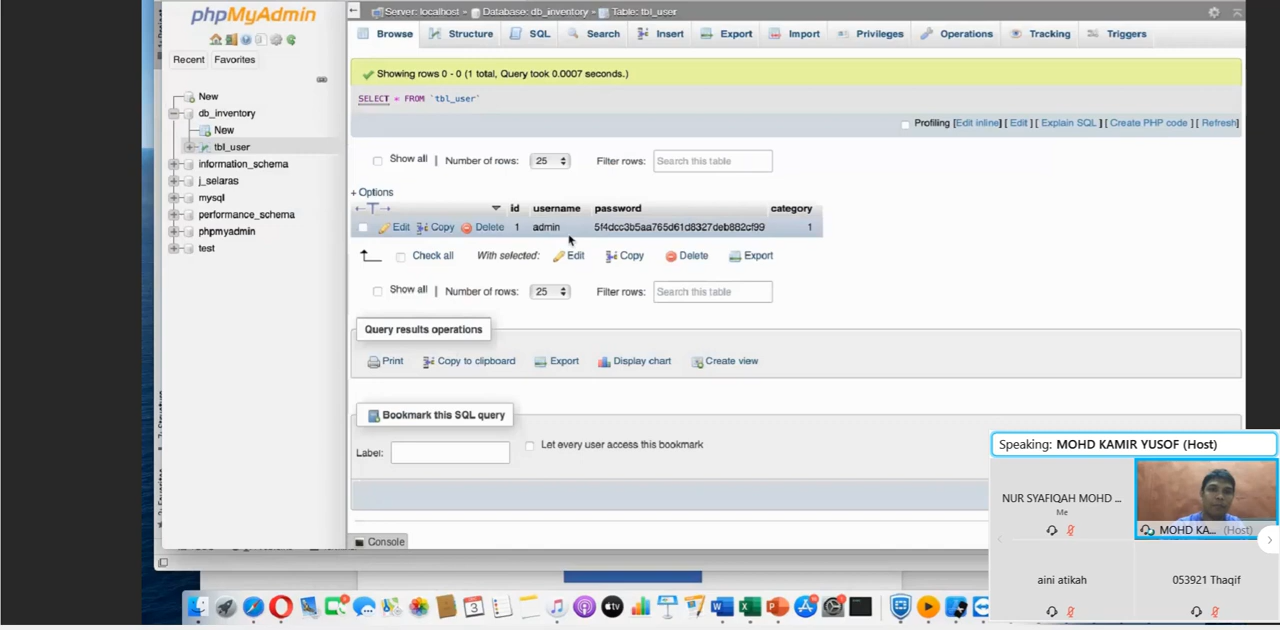 phpMyAdmin
Recent Favorites
New
db_inventory
New
tbl_user
information_schema
j_selaras
mysql
performance_schema
phpmyadmin
test
Server: localhost » Database: db_inventory » Table: tbl_user
Browse Structure SQL Search Insert Export Import Privileges Operations Tracking Triggers
Showing rows 0 - 0 (1 total, Query took 0.0007 seconds.)
SELECT * FROM `tbl_user`
Profiling [Edit inline] [ Edit ] [ Explain SQL ] [ Create PHP code ] [ Refresh]
Show all | Number of rows: 25 Filter rows: Search this table
+ Options
←T→ id username password category
Edit Copy Delete 1 admin 5f4dcc3b5aa765d61d8327deb882cf99 1
Check all With selected: Edit Copy Delete Export
Show all | Number of rows: 25 Filter rows: Search this table
Query results operations
Print Copy to clipboard Export Display chart Create view
Bookmark this SQL query
Label: Let every user access this bookmark
Console
Speaking: MOHD KAMIR YUSOF (Host)
NUR SYAFIQAH MOHD ...
Me
MOHD KA... (Host)
aini atikah
053921 Thaqif